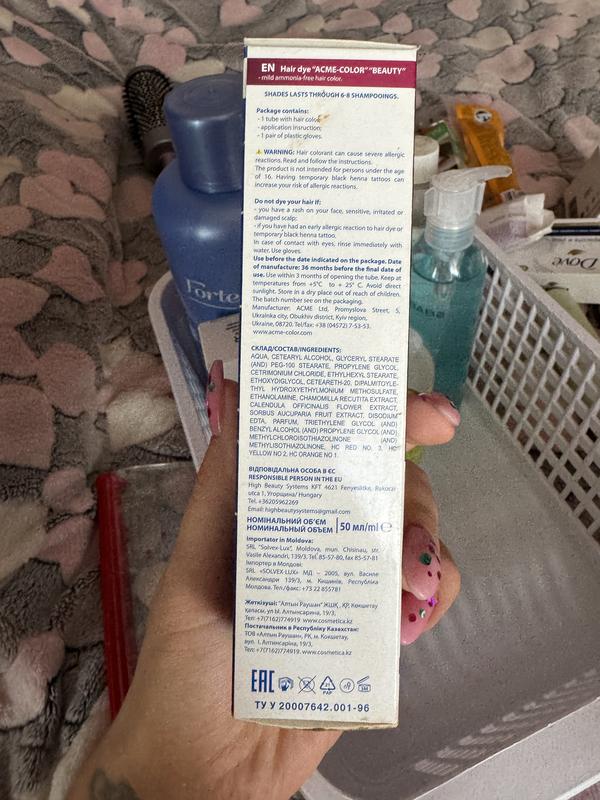 EN Hair dye "ACME-COLOR" "BEAUTY"
- mild ammonia-free hair color.
SHADES LASTS THROUGH 6-8 SHAMPOOINGS.
Package contains:
- 1 tube with hair color
- application insruction;
- 1 pair of plastic gloves.
WARNING: Hair colorant can cause severe allergic
reactions. Read and follow the instructions.
The product is not intended for persons under the age
of 16. Having temporary black henna tattoos can
increase your risk of allergic reactions.
Do not dye your hair if:
- you have a rash on your face, sensitive, irritated or
damaged scalp;
- if you have had an early allergic reaction to hair dye or
temporary black henna tattoo.
In case of contact with eyes, rinse immediately with
water. Use gloves.
Use before the date indicated on the package. Date
of manufacture: 36 months before the final date of
use. Use within 3 months of opening the tube. Keep at
temperatures from +5°C to + 25° C. Avoid direct
sunlight. Store in a dry place out of reach of children.
The batch number see on the packaging.
Manufacturer: ACME Ltd, Promyslova Street, 5,
Ukrainka city, Obukhiv district, Kyiv region,
Ukraine, 08720. Tel/fax: +38 (04572) 7-53-53.
www.acme-color.com
СКЛАД/СОСТАВ/INGREDIENTS:
AQUA, CETEARYL ALCOHOL, GLYCERYL STEARATE
(AND) PEG-100 STEARATE, PROPYLENE GLYCOL,
CETRIMONIUM CHLORIDE, ETHYLHEXYL STEARATE,
ETHOXYDIGLYCOL, CETEARETH-20, DIPALMITOYLE-
THYL HYDROXYETHYLMONIUM METHOSULFATE,
ETHANOLAMINE, CHAMOMILLA RECUTITA EXTRACT,
CALENDULA OFFICINALIS FLOWER EXTRACT,
SORBUS AUCUPARIA FRUIT EXTRACT, DISODIUM
EDTA, PARFUM, TRIETHYLENE GLYCOL (AND)
BENZYL ALCOHOL (AND) PROPYLENE GLYCOL (AND)
METHYLCHLOROISOTHIAZOLINONE (AND)
METHYLISOTHIAZOLINONE, HC RED NO 3, HC
YELLOW NO 2, HC ORANGE NO 1.
ВІДПОВІДАЛЬНА ОСОБА В ЄС
RESPONSIBLE PERSON IN THE EU
High Beauty Systems KFT 4621 Fenyeslitke, Rakoczi
utca 1, Угорщина/ Hungary
Tel. +36205962269
Email: highbeautysystems@gmail.com
НОМІНАЛЬНИЙ ОБ'ЄМ
НОМИНАЛЬНЫЙ ОБЪЕМ 50 мл/ml ℮
Importator in Moldova:
SRL "Solvex-Lux", Moldova, mun. Chisinau, str.
Vasile Alexandri, 139/3. Tel. 85-57-80, fax 85-57-81
Імпортер в Молдові:
SRL «SOLVEX-LUX» МД – 2005, вул. Василе
Александри 139/3, м. Кишинів, Республіка
Молдова. Тел./факс: +373 22 855781
Жеткізуші: "Алтын Раушан" ЖШҚ, ҚР, Көкшетау
қаласы, ул Ы. Алтынсарина, 19/3,
Тел: +7(7162)774919 www.cosmetica.kz
Постачальник в Республіку Казахстан:
ТОВ «Алтын Раушан», РК, м. Кокшетау,
вул. І. Алтинсаріна, 19/3,
Тел.: +7(7162)774919. www.cosmetica.kz
EAC
21
PAP
3M
ТУ У 20007642.001-96
Forte
Dove